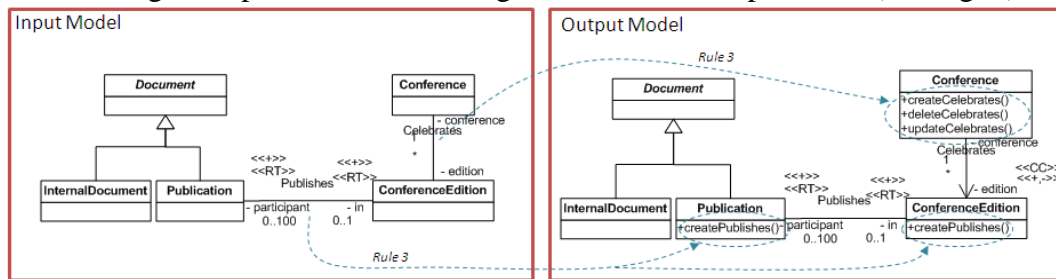 Input Model
Document
Conference
- conference
Celebrates
1
*
<<+>>
<<RT>>
<<+>>
<<RT>>
Publishes
- edition
InternalDocument
Publication
ConferenceEdition
- participant
0..100
- in
0..1
Rule 3
Output Model
Rule 3
Document
Conference
+createCelebrates()
+deleteCelebrates()
+updateCelebrates()
- conference
Celebrates
1
*
<<CC>>
<<+,->>
<<+>>
<<RT>>
<<+>>
<<RT>>
Publishes
- edition
InternalDocument
Publication
ConferenceEdition
+createPublishes()
- participant
0..100
- in
0..1
+createPublishes()